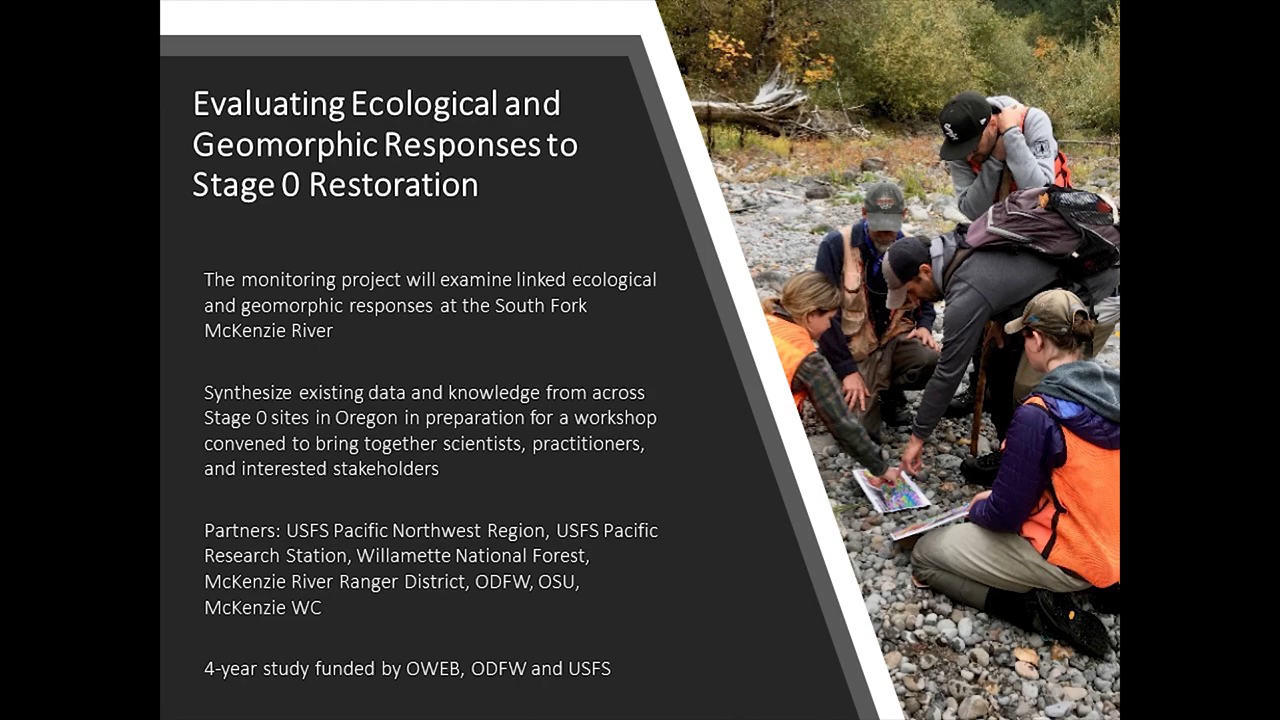 Evaluating Ecological and
Geomorphic Responses to
Stage 0 Restoration
The monitoring project will examine linked ecological
and geomorphic responses at the South Fork
McKenzie River
Synthesize existing data and knowledge from across
Stage 0 sites in Oregon in preparation for a workshop
convened to bring together scientists, practitioners,
and interested stakeholders
Partners: USFS Pacific Northwest Region, USFS Pacific
Research Station, Willamette National Forest,
McKenzie River Ranger District, ODFW, OSU,
McKenzie WC
4-year study funded by OWEB, ODFW and USFS